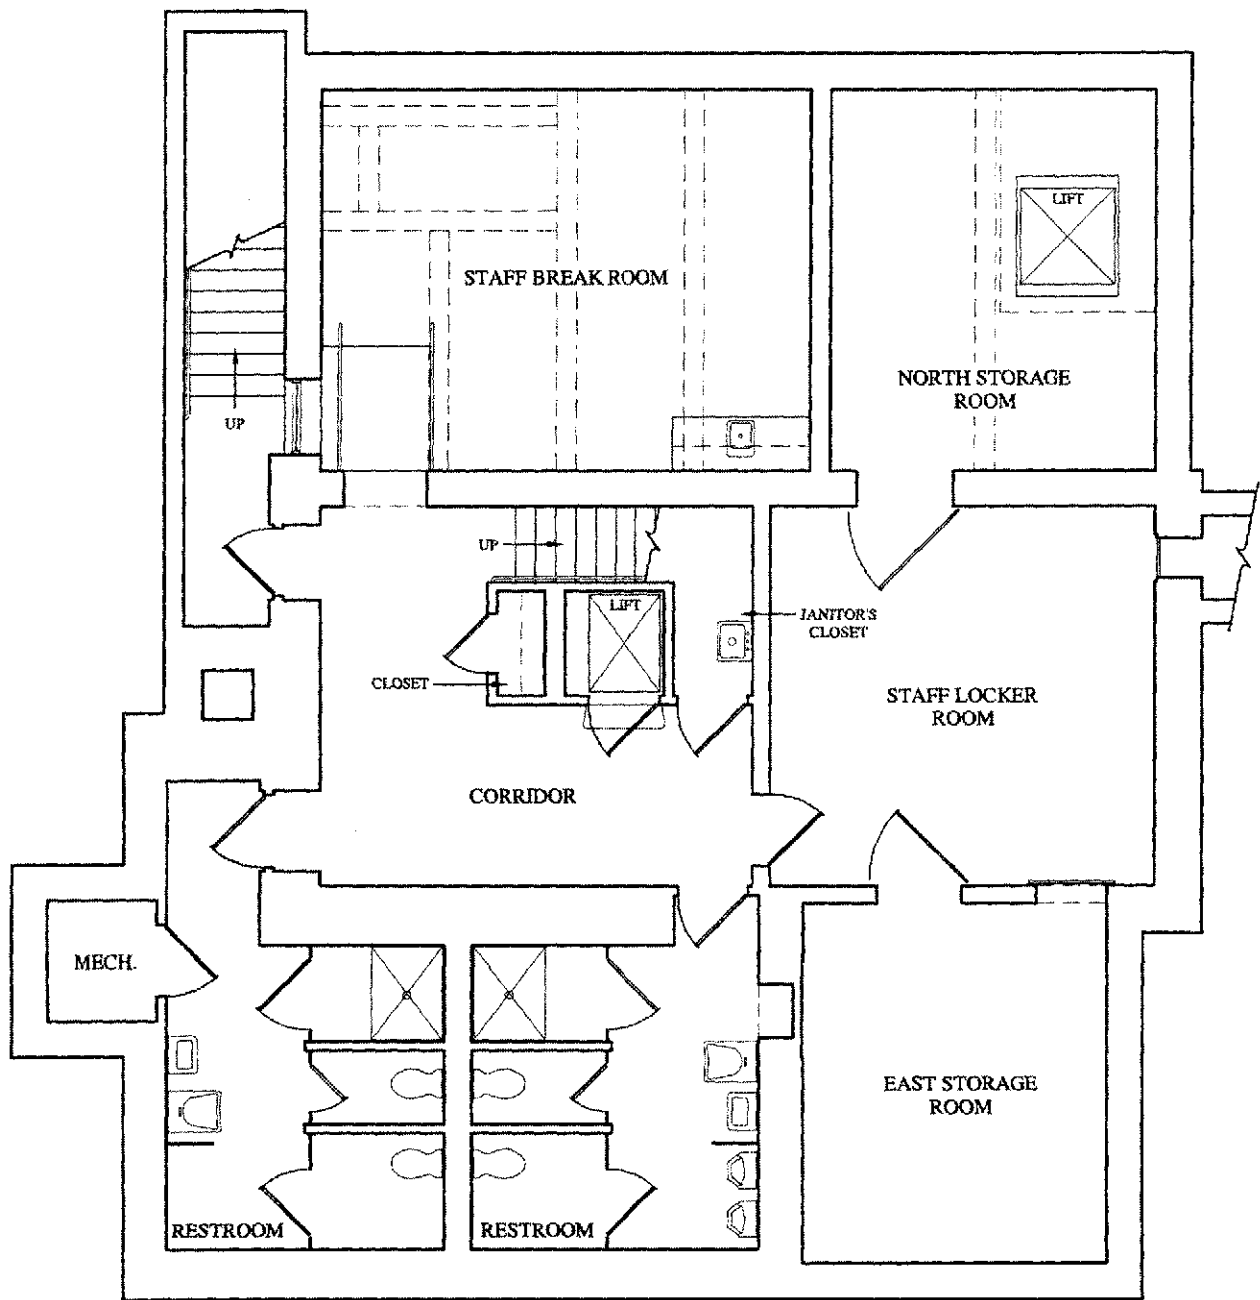 LIFT
STAFF BREAK ROOM
NORTH STORAGE
ROOM
UP
UP
LIFT
JANITOR'S
CLOSET
CLOSET
STAFF LOCKER
ROOM
CORRIDOR
MECH.
EAST STORAGE
ROOM
RESTROOM
RESTROOM